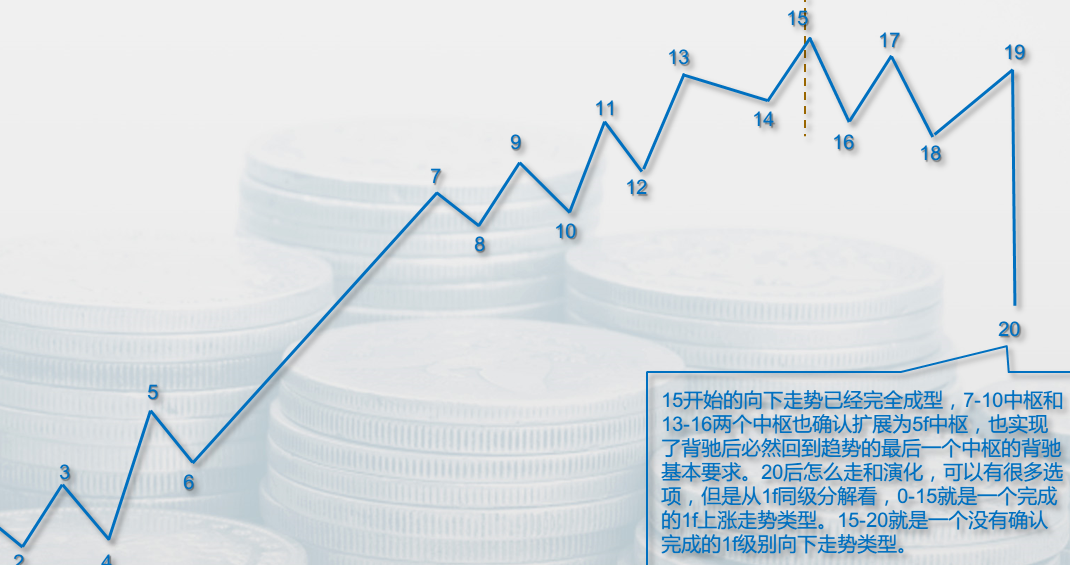 15
17
19
13
14
16
18
11
9
12
7
10
8
20
5
3
6
2
4
15开始的向下走势已经完全成型，7-10中枢和
13-16两个中枢也确认扩展为5f中枢，也实现
了背驰后必然回到趋势的最后一个中枢的背驰
基本要求。20后怎么走和演化，可以有很多选
项，但是从1f同级分解看，0-15就是一个完成
的1f上涨走势类型。15-20就是一个没有确认
完成的1f级别向下走势类型。